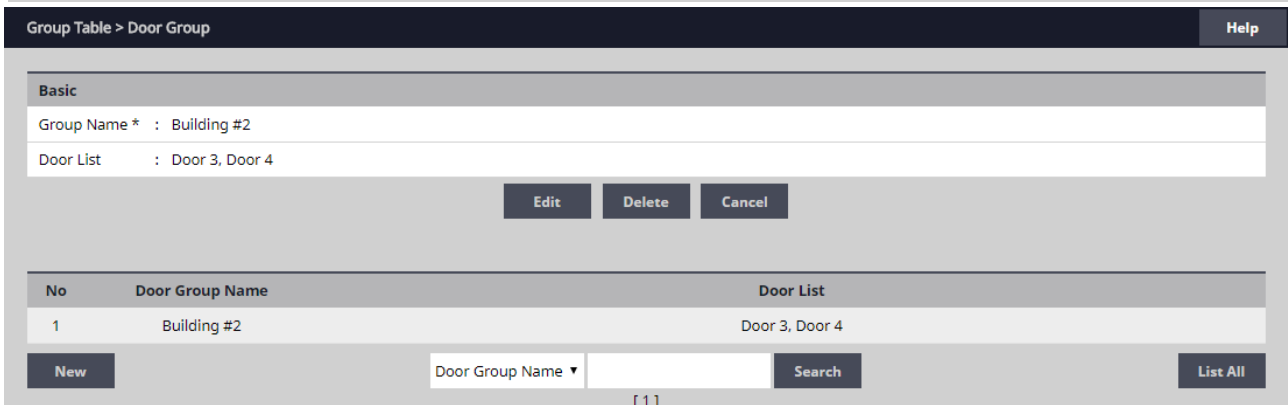 Group Table > Door Group Help
Basic
Group Name * : Building #2
Door List : Door 3, Door 4
Edit Delete Cancel
No Door Group Name Door List
1 Building #2 Door 3, Door 4
New Door Group Name ▼ Search List All
[ 1 ]